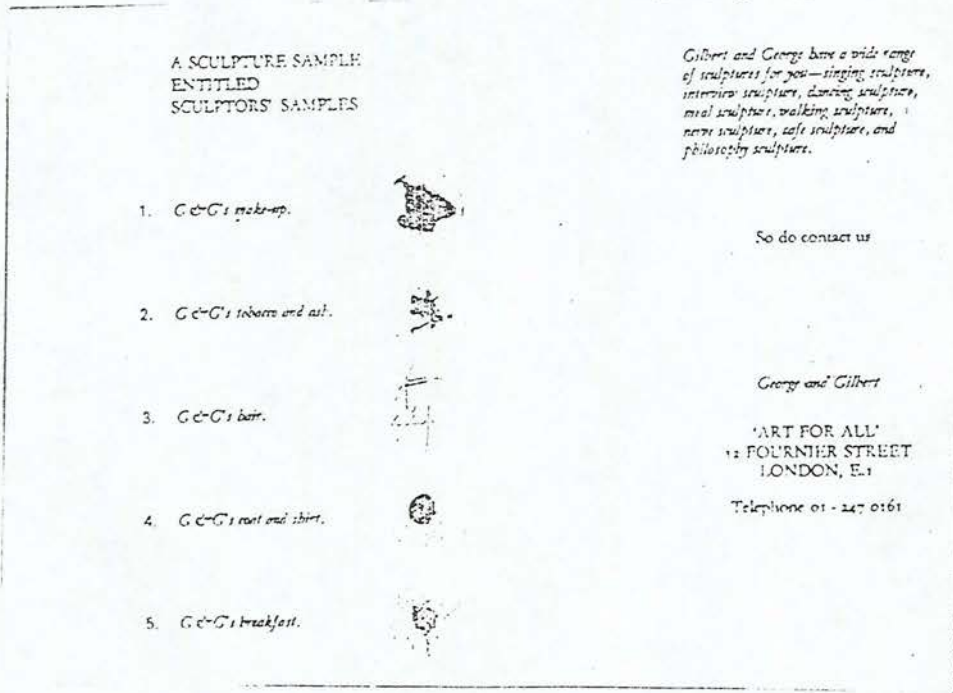 A SCULPTURE SAMPLE
ENTITLED
SCULPTORS' SAMPLES
1. G &G's make-up.
2. G &G's tobacco and ash.
3. G &G's hair.
4. G &G's coat and shirt.
5. G &G's breakfast.
Gilbert and George have a wide range
of sculptures for you—singing sculpture,
interview sculpture, dancing sculpture,
meal sculpture, walking sculpture,
nerve sculpture, cafe sculpture, and
philosophy sculpture.
So do contact us
George and Gilbert
'ART FOR ALL'
12 FOURNIER STREET
LONDON, E.1
Telephone 01 - 247 0161